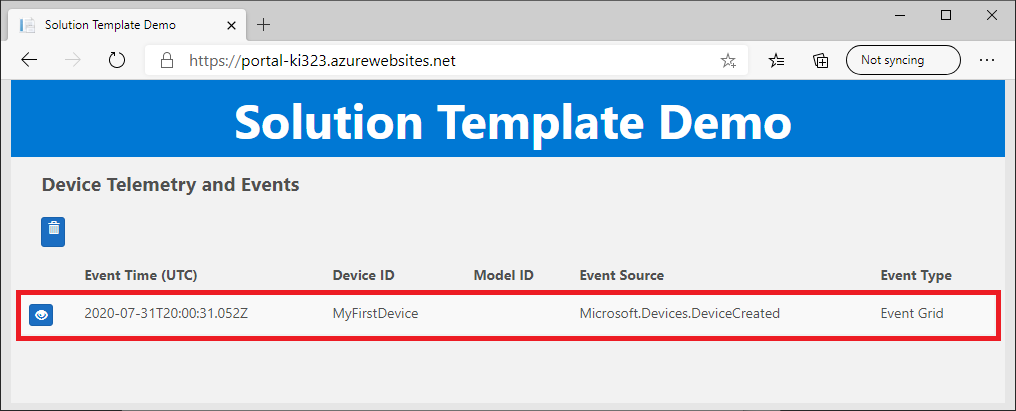 Solution Template Demo
https://portal-ki323.azurewebsites.net
Not syncing
Solution Template Demo
Device Telemetry and Events
Event Time (UTC) Device ID Model ID Event Source Event Type
2020-07-31T20:00:31.052Z MyFirstDevice Microsoft.Devices.DeviceCreated Event Grid